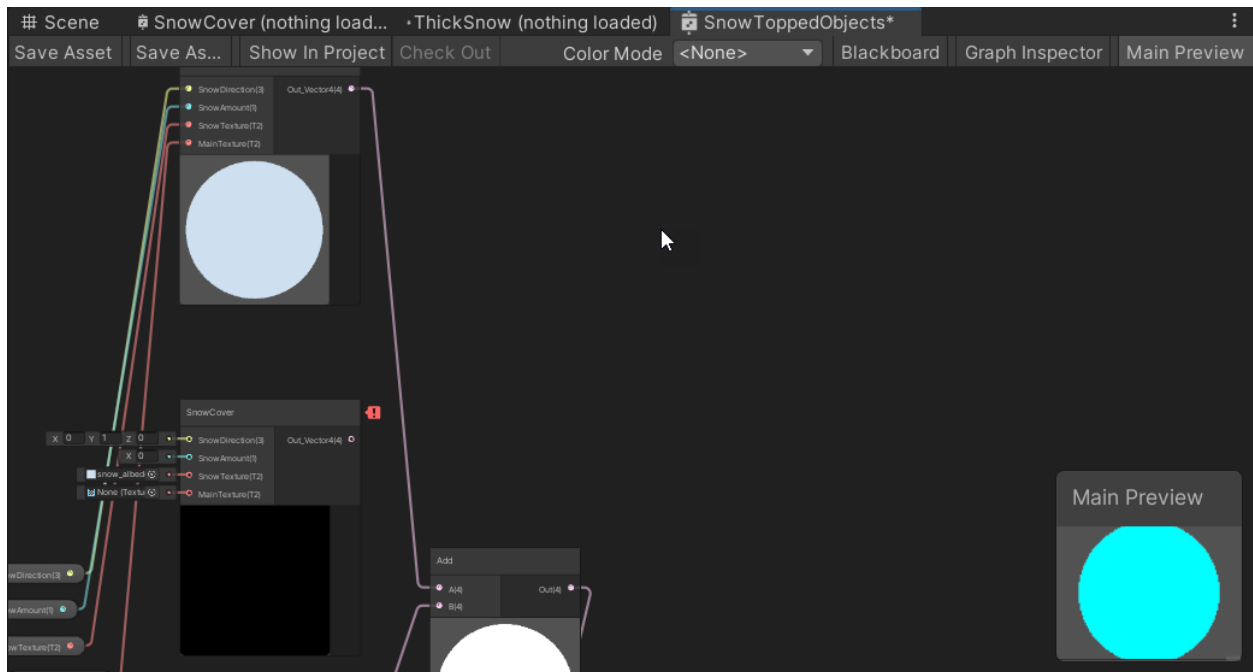 Scene
SnowCover (nothing load...
ThickSnow (nothing loaded)
SnowToppedObjects*
Save Asset
Save As...
Show In Project
Check Out
Color Mode
<None>
Blackboard
Graph Inspector
Main Preview
SnowDirection(3)
Out_Vector4(4)
SnowAmount(1)
SnowTexture(T2)
MainTexture(T2)
SnowCover
X 0 Y 1 Z 0
SnowDirection(3)
Out_Vector4(4)
X 0
SnowAmount(1)
snow_albed
SnowTexture(T2)
None (Textu
MainTexture(T2)
Main Preview
Add
wDirection(3)
A(4)
Out(4)
B(4)
wAmount(1)
wTexture(T2)